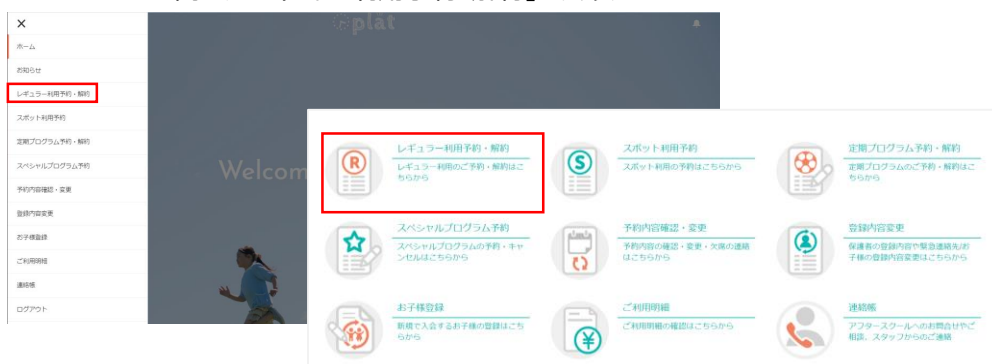 plat
ホーム
お知らせ
レギュラー利用予約・解約
スポット利用予約
定期プログラム予約・解約
スペシャルプログラム予約
予約内容確認・変更
登録内容変更
お子様登録
ご利用明細
連絡帳
ログアウト
Welcom
レギュラー利用予約・解約
レギュラー利用のご予約・解約はこ
ちらから
スポット利用予約
スポット利用の予約はこちらから
定期プログラム予約・解約
定期プログラムのご予約・解約はこ
ちらから
スペシャルプログラム予約
スペシャルプログラムの予約・キャ
ンセルはこちらから
予約内容確認・変更
予約内容の確認・変更・欠席の連絡
はこちらから
登録内容変更
保護者の登録内容や緊急連絡先/お
子様の登録内容変更はこちらから
お子様登録
新規で入会するお子様の登録はこち
らから
ご利用明細
ご利用明細の確認はこちらから
連絡帳
アフタースクールへのお問合せやご
相談、スタッフからのご連絡